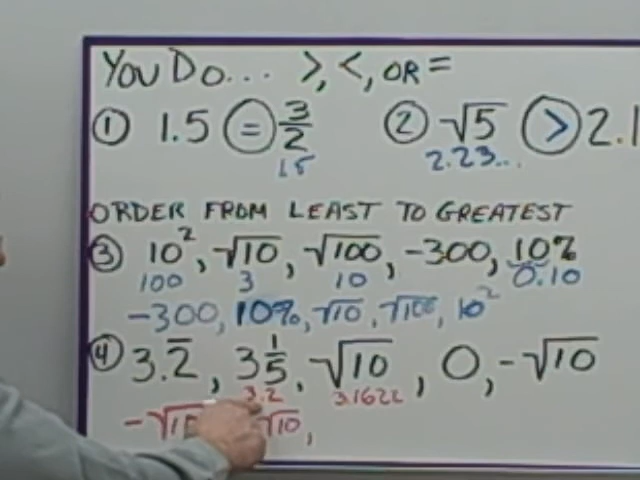 YOU DO... >, <, OR =
① 1.5 = 3/2 ② √5 > 2.1
1.5 2.23...
ORDER FROM LEAST TO GREATEST
③ 10², √10, √100, -300, 10%
100 3 10 0.10
-300, 10%, √10, √100, 10²
④ 3.2̅, 3 1/5, √10, 0, -√10
3.2 3.1622
-√10 √10,